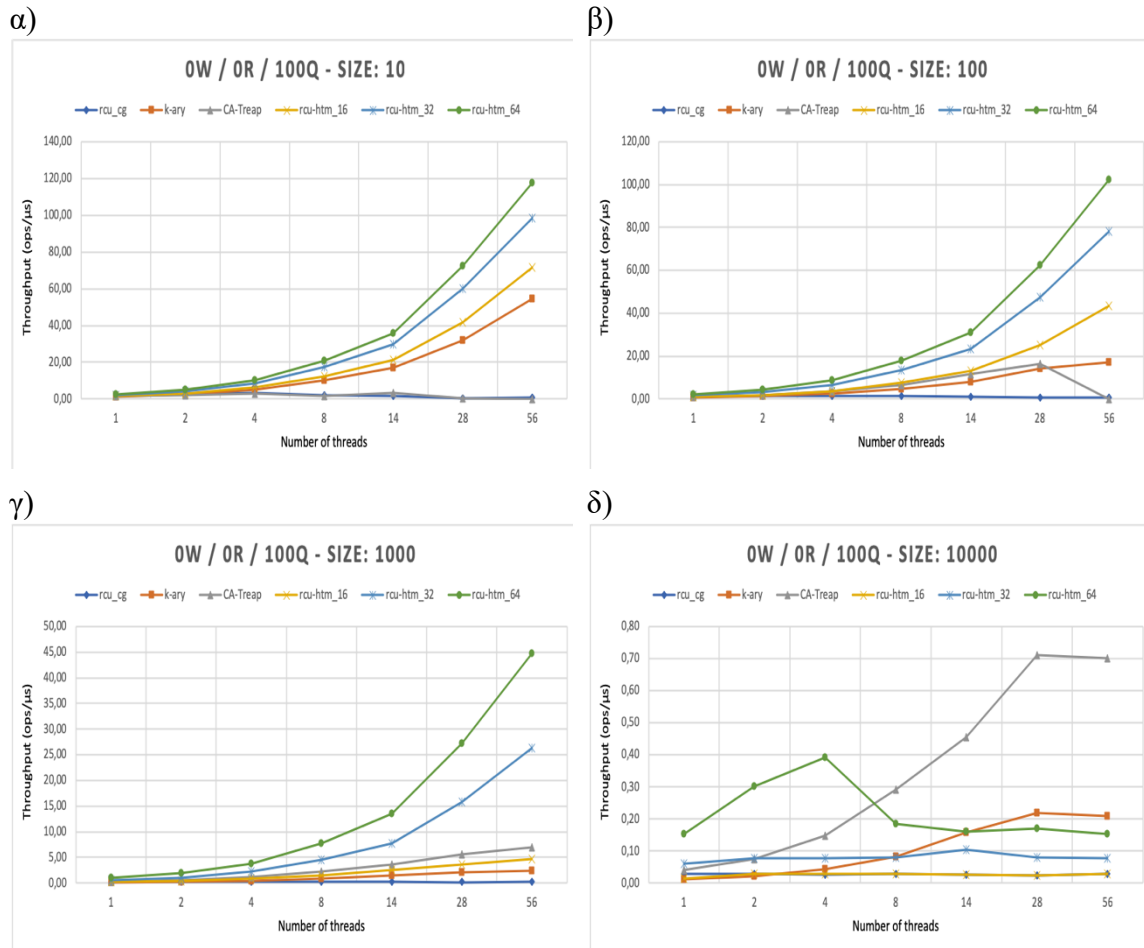 α)
0W / 0R / 100Q - SIZE: 10
rcu_cg k-ary CA-Treap rcu-htm_16 rcu-htm_32 rcu-htm_64
Throughput (ops/μs)
140,00
120,00
100,00
80,00
60,00
40,00
20,00
0,00
1 2 4 8 14 28 56
Number of threads
β)
0W / 0R / 100Q - SIZE: 100
rcu_cg k-ary CA-Treap rcu-htm_16 rcu-htm_32 rcu-htm_64
Throughput (ops/μs)
120,00
100,00
80,00
60,00
40,00
20,00
0,00
1 2 4 8 14 28 56
Number of threads
γ)
0W / 0R / 100Q - SIZE: 1000
rcu_cg k-ary CA-Treap rcu-htm_16 rcu-htm_32 rcu-htm_64
Throughput (ops/μs)
50,00
45,00
40,00
35,00
30,00
25,00
20,00
15,00
10,00
5,00
0,00
1 2 4 8 14 28 56
Number of threads
δ)
0W / 0R / 100Q - SIZE: 10000
rcu_cg k-ary CA-Treap rcu-htm_16 rcu-htm_32 rcu-htm_64
Throughput (ops/μs)
0,80
0,70
0,60
0,50
0,40
0,30
0,20
0,10
0,00
1 2 4 8 14 28 56
Number of threads